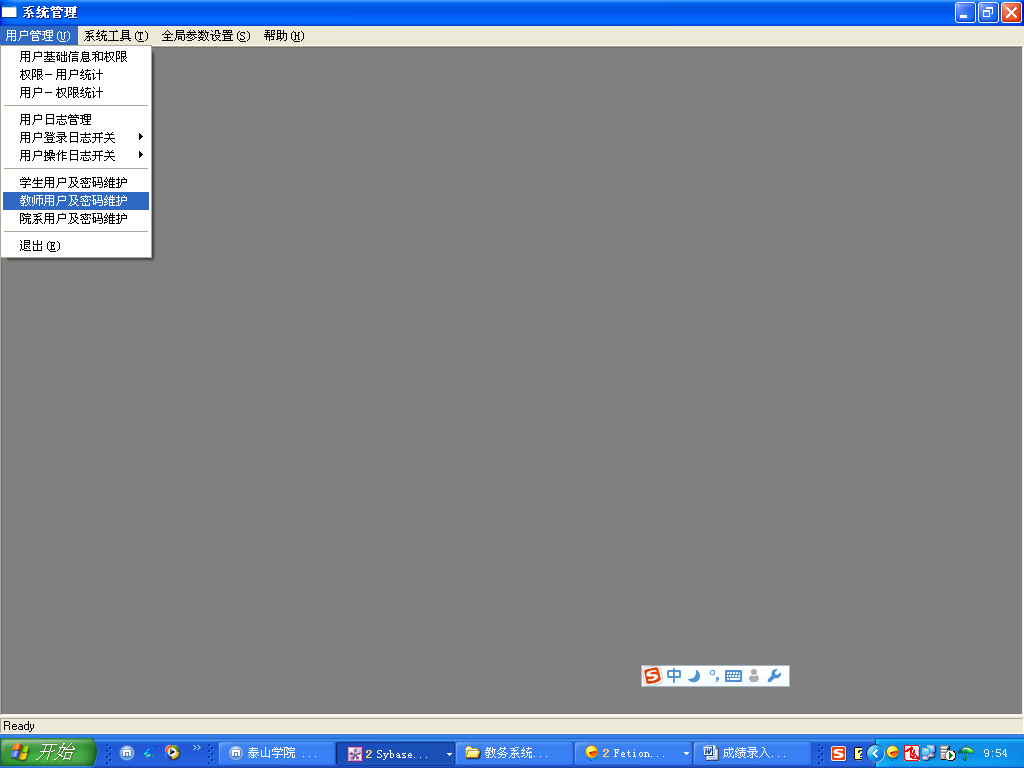 系统管理
用户管理(U) 系统工具(T) 全局参数设置(S) 帮助(H)
用户基础信息和权限
权限－用户统计
用户－权限统计
用户日志管理
用户登录日志开关
用户操作日志开关
学生用户及密码维护
教师用户及密码维护
院系用户及密码维护
退出(E)
中
Ready
开始 泰山学院 ... 2 Sybase... 教务系统... 2 Fetion... 成绩录入... 9:54